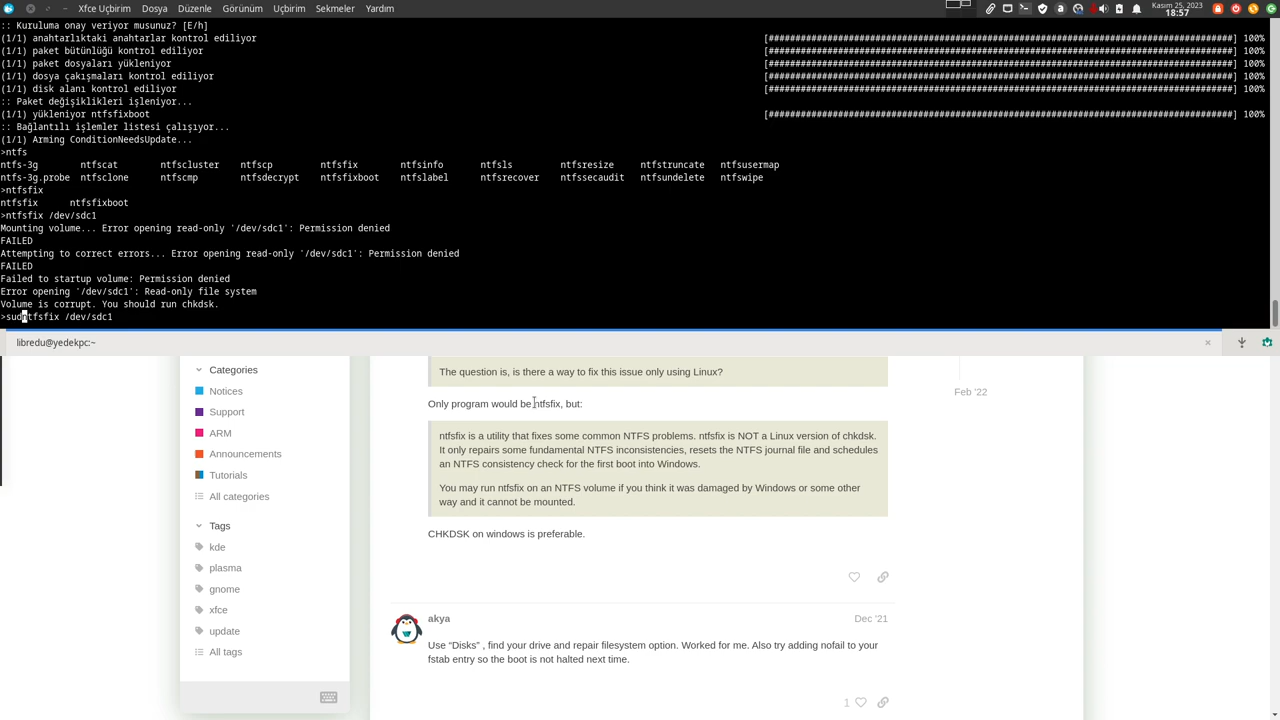 Xfce Uçbirim Dosya Düzenle Görünüm Uçbirim Sekmeler Yardım
Kasım 25, 2023
18:57
:: Kuruluma onay veriyor musunuz? [E/h]
(1/1) anahtarlıktaki anahtarlar kontrol ediliyor [######################################################################################] 100%
(1/1) paket bütünlüğü kontrol ediliyor [######################################################################################] 100%
(1/1) paket dosyaları yükleniyor [######################################################################################] 100%
(1/1) dosya çakışmaları kontrol ediliyor [######################################################################################] 100%
(1/1) disk alanı kontrol ediliyor [######################################################################################] 100%
:: Paket değişiklikleri işleniyor...
(1/1) yükleniyor ntfsfixboot [######################################################################################] 100%
:: Bağlantılı işlemler listesi çalışıyor...
(1/1) Arming ConditionNeedsUpdate...
>ntfs
ntfs-3g ntfscat ntfscluster ntfscp ntfsfix ntfsinfo ntfsls ntfsresize ntfstruncate ntfsusermap
ntfs-3g.probe ntfsclone ntfscmp ntfsdecrypt ntfsfixboot ntfslabel ntfsrecover ntfssecaudit ntfsundelete ntfswipe
>ntfsfix
ntfsfix ntfsfixboot
>ntfsfix /dev/sdc1
Mounting volume... Error opening read-only '/dev/sdc1': Permission denied
FAILED
Attempting to correct errors... Error opening read-only '/dev/sdc1': Permission denied
FAILED
Failed to startup volume: Permission denied
Error opening '/dev/sdc1': Read-only file system
Volume is corrupt. You should run chkdsk.
>sudntfsfix /dev/sdc1
libredu@yedekpc:~
Categories
Notices
Support
ARM
Announcements
Tutorials
All categories
Tags
kde
plasma
gnome
xfce
update
All tags
The question is, is there a way to fix this issue only using Linux?
Only program would be ntfsfix, but:
ntfsfix is a utility that fixes some common NTFS problems. ntfsfix is NOT a Linux version of chkdsk.
It only repairs some fundamental NTFS inconsistencies, resets the NTFS journal file and schedules
an NTFS consistency check for the first boot into Windows.
You may run ntfsfix on an NTFS volume if you think it was damaged by Windows or some other
way and it cannot be mounted.
CHKDSK on windows is preferable.
Feb '22
akya
Dec '21
Use “Disks” , find your drive and repair filesystem option. Worked for me. Also try adding nofail to your
fstab entry so the boot is not halted next time.
1